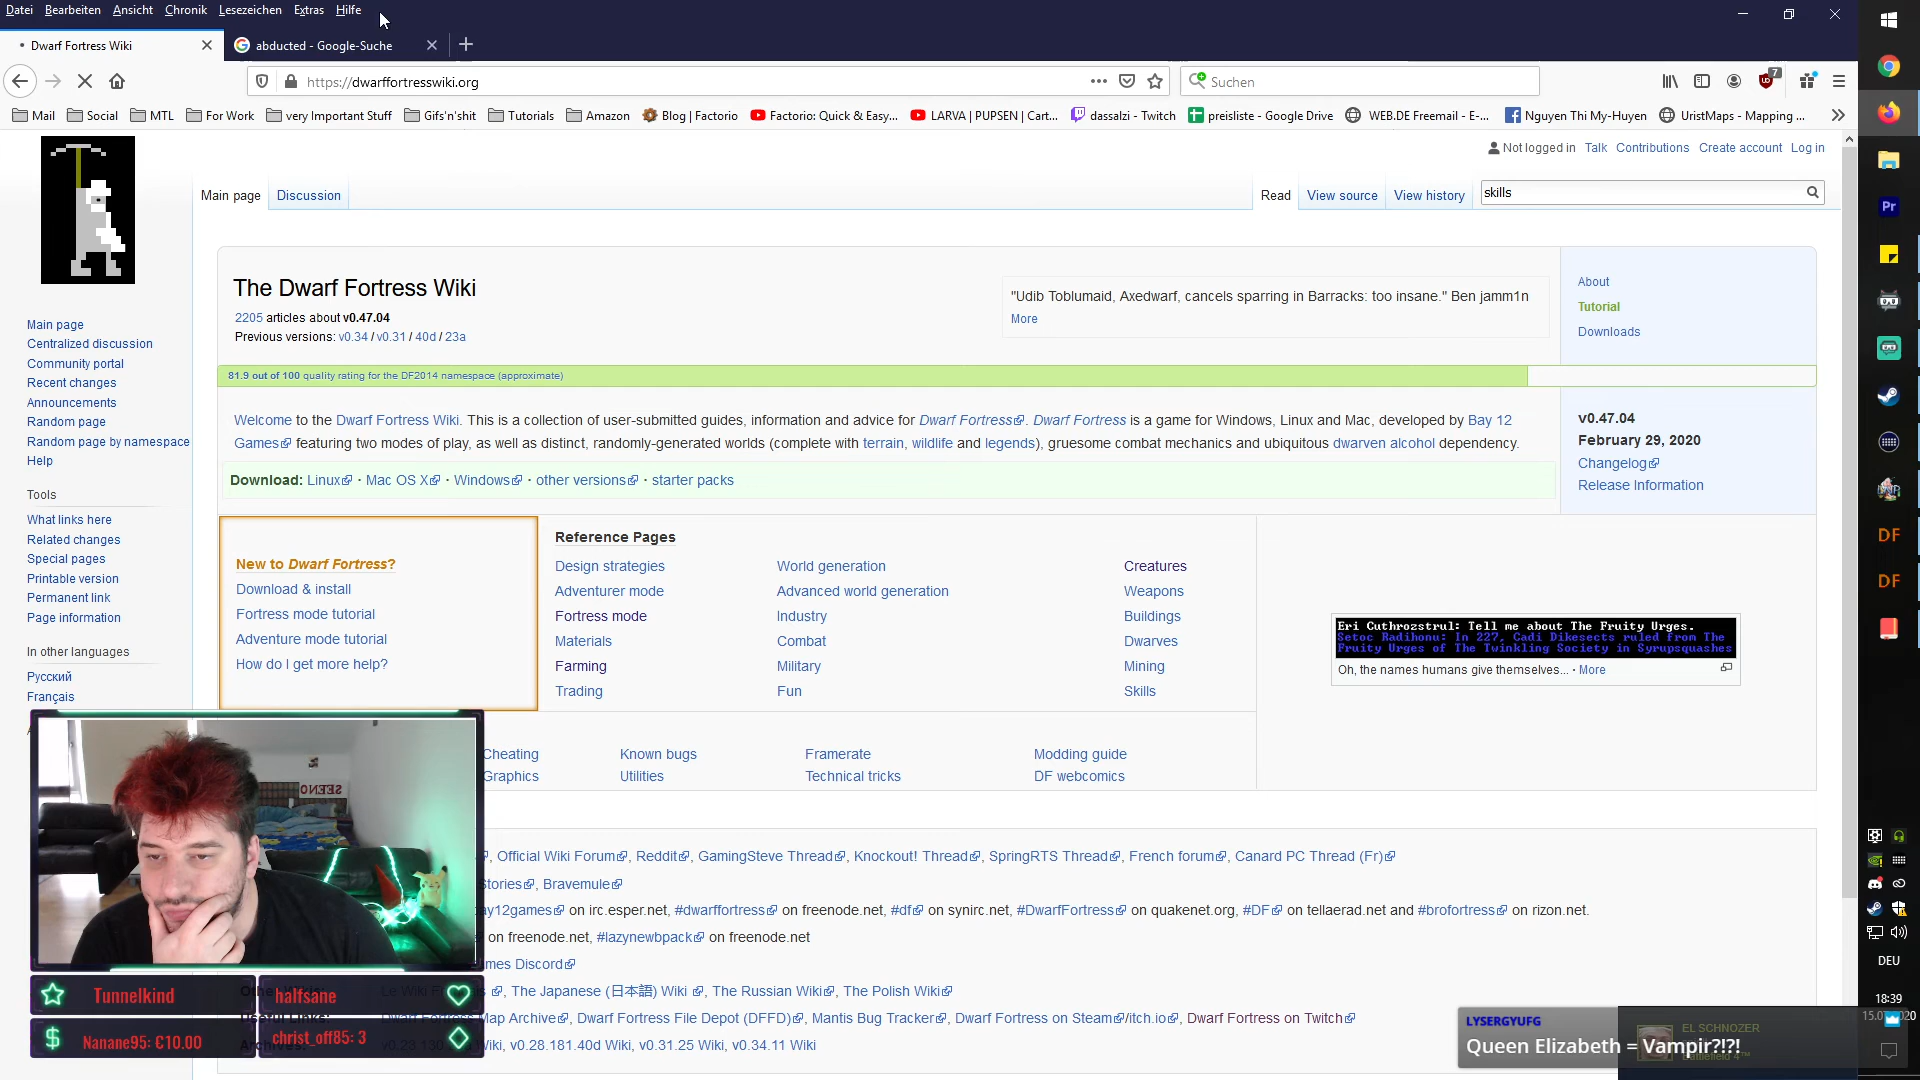 Datei Bearbeiten Ansicht Chronik Lesezeichen Extras Hilfe
Dwarf Fortress Wiki
abducted - Google-Suche
https://dwarffortresswiki.org
Suchen
7
Mail Social MTL For Work very Important Stuff Gifs'n'shit Tutorials Amazon Blog | Factorio Factorio: Quick & Easy... LARVA | PUPSEN | Cart... dassalzi - Twitch preisliste - Google Drive WEB.DE Freemail - E-... Nguyen Thi My-Huyen UristMaps - Mapping ...
Not logged in Talk Contributions Create account Log in
Main page Discussion Read View source View history skills
The Dwarf Fortress Wiki
2205 articles about v0.47.04
Previous versions: v0.34 / v0.31 / 40d / 23a
"Udib Toblumaid, Axedwarf, cancels sparring in Barracks: too insane." Ben jamm1n
More
About
Tutorial
Downloads
81.9 out of 100 quality rating for the DF2014 namespace (approximate)
Welcome to the Dwarf Fortress Wiki. This is a collection of user-submitted guides, information and advice for Dwarf Fortress. Dwarf Fortress is a game for Windows, Linux and Mac, developed by Bay 12
Games featuring two modes of play, as well as distinct, randomly-generated worlds (complete with terrain, wildlife and legends), gruesome combat mechanics and ubiquitous dwarven alcohol dependency.
Download: Linux · Mac OS X · Windows · other versions · starter packs
v0.47.04
February 29, 2020
Changelog
Release Information
Main page
Centralized discussion
Community portal
Recent changes
Announcements
Random page
Random page by namespace
Help
Tools
What links here
Related changes
Special pages
Printable version
Permanent link
Page information
In other languages
Русский
Français
New to Dwarf Fortress?
Download & install
Fortress mode tutorial
Adventure mode tutorial
How do I get more help?
Reference Pages
Design strategies World generation Creatures
Adventurer mode Advanced world generation Weapons
Fortress mode Industry Buildings
Materials Combat Dwarves
Farming Military Mining
Trading Fun Skills
Eri Cuthrozstrul: Tell me about The Fruity Urges.
Setoc Radihonu: In 227, Cadi Dikesects ruled from The
Fruity Urges of The Twinkling Society in Syrupsquashes
Oh, the names humans give themselves... · More
Cheating Known bugs Framerate Modding guide
Graphics Utilities Technical tricks DF webcomics
Official Wiki Forum, Reddit, GamingSteve Thread, Knockout! Thread, SpringRTS Thread, French forum, Canard PC Thread (Fr)
Stories, Bravemule
ay12games on irc.esper.net, #dwarffortress on freenode.net, #df on synirc.net, #DwarfFortress on quakenet.org, #DF on tellaerad.net and #brofortress on rizon.net.
on freenode.net, #lazynewbpack on freenode.net
mes Discord
The Japanese (日本語) Wiki, The Russian Wiki, The Polish Wiki
Map Archive, Dwarf Fortress File Depot (DFFD), Mantis Bug Tracker, Dwarf Fortress on Steam/itch.io, Dwarf Fortress on Twitch
Wiki, v0.28.181.40d Wiki, v0.31.25 Wiki, v0.34.11 Wiki
Tunnelkind
halfsane
Nanane95: €10.00
christ_off85: 3
LYSERGYUFG
Queen Elizabeth = Vampir?!?!
EL SCHNOZER
Pr
DF
DF
DEU
18:39